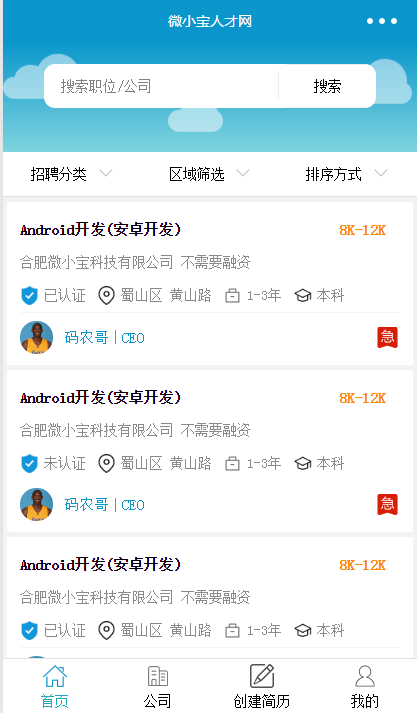 微小宝人才网
搜索职位/公司 搜索
招聘分类 区域筛选 排序方式
Android开发(安卓开发) 8K-12K
合肥微小宝科技有限公司 不需要融资
已认证 蜀山区 黄山路 1-3年 本科
码农哥 | CEO 急
Android开发(安卓开发) 8K-12K
合肥微小宝科技有限公司 不需要融资
未认证 蜀山区 黄山路 1-3年 本科
码农哥 | CEO 急
Android开发(安卓开发) 8K-12K
合肥微小宝科技有限公司 不需要融资
已认证 蜀山区 黄山路 1-3年 本科
首页 公司 创建简历 我的